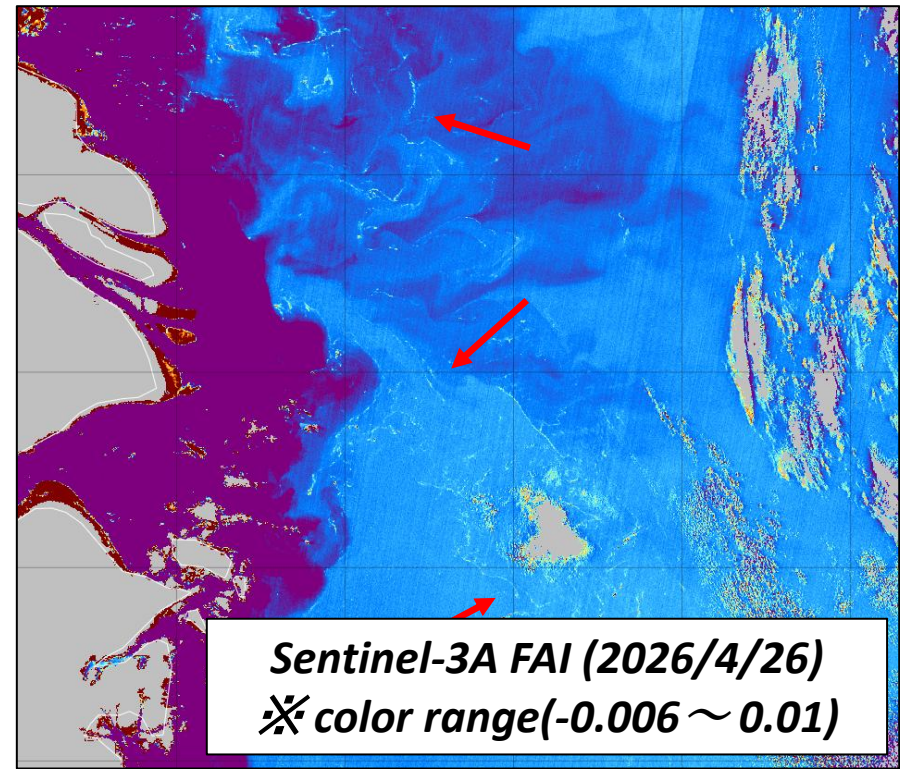 Sentinel-3A FAI (2026/4/26)
※ color range(-0.006～0.01)